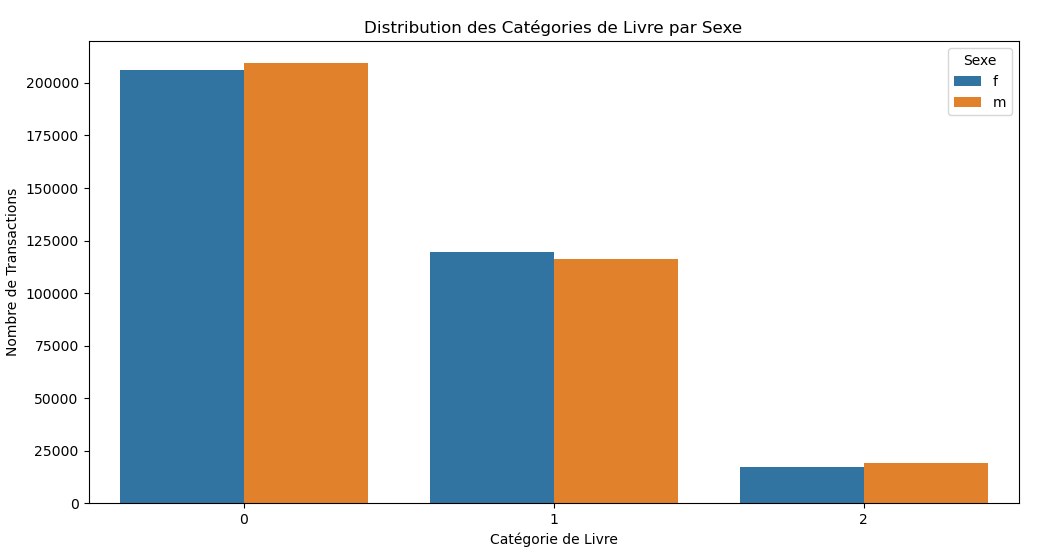 Distribution des Catégories de Livre par Sexe
Sexe
f
m
200000
175000
150000
125000
100000
75000
50000
25000
0
Nombre de Transactions
0 1 2
Catégorie de Livre